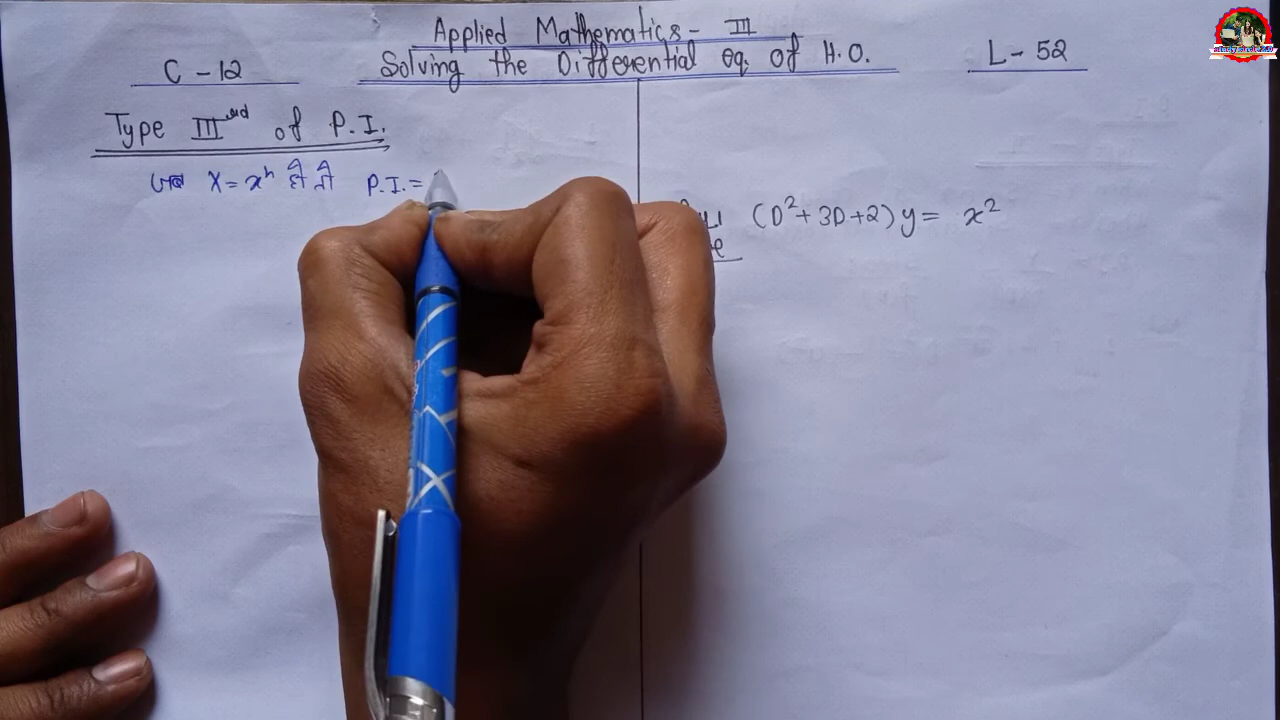 Applied Mathematics - III
Solving the Differential eq. of H.O.
C - 12
L - 52
Type III rd of P.I.
जब X = xⁿ हो तो P.I. =
(D² + 3D + 2) y = x²